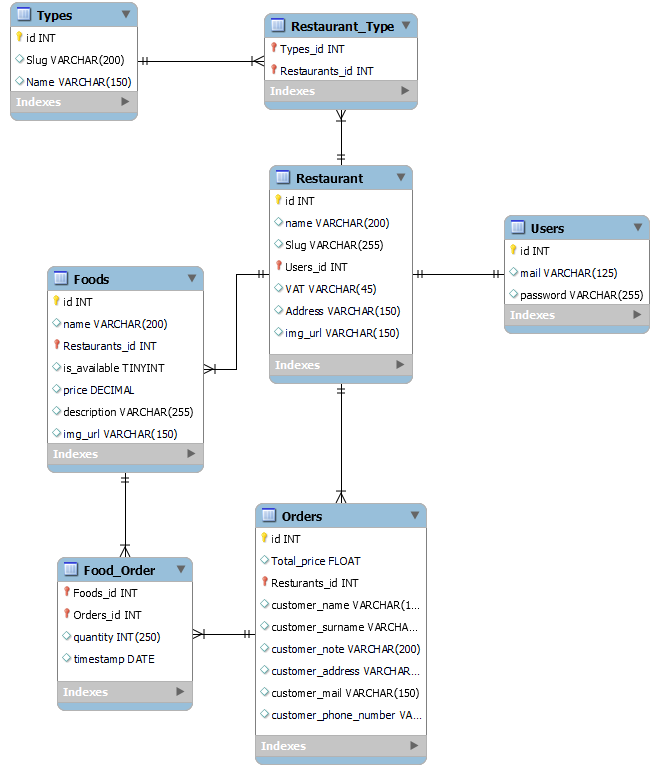 Types
id INT
Slug VARCHAR(200)
Name VARCHAR(150)
Indexes
Restaurant_Type
Types_id INT
Restaurants_id INT
Indexes
Restaurant
id INT
name VARCHAR(200)
Slug VARCHAR(255)
Users_id INT
VAT VARCHAR(45)
Address VARCHAR(150)
img_url VARCHAR(150)
Indexes
Users
id INT
mail VARCHAR(125)
password VARCHAR(255)
Indexes
Foods
id INT
name VARCHAR(200)
Restaurants_id INT
is_available TINYINT
price DECIMAL
description VARCHAR(255)
img_url VARCHAR(150)
Indexes
Food_Order
Foods_id INT
Orders_id INT
quantity INT(250)
timestamp DATE
Indexes
Orders
id INT
Total_price FLOAT
Resturants_id INT
customer_name VARCHAR(1...
customer_surname VARCHA...
customer_note VARCHAR(200)
customer_address VARCHAR...
customer_mail VARCHAR(150)
customer_phone_number VA...
Indexes